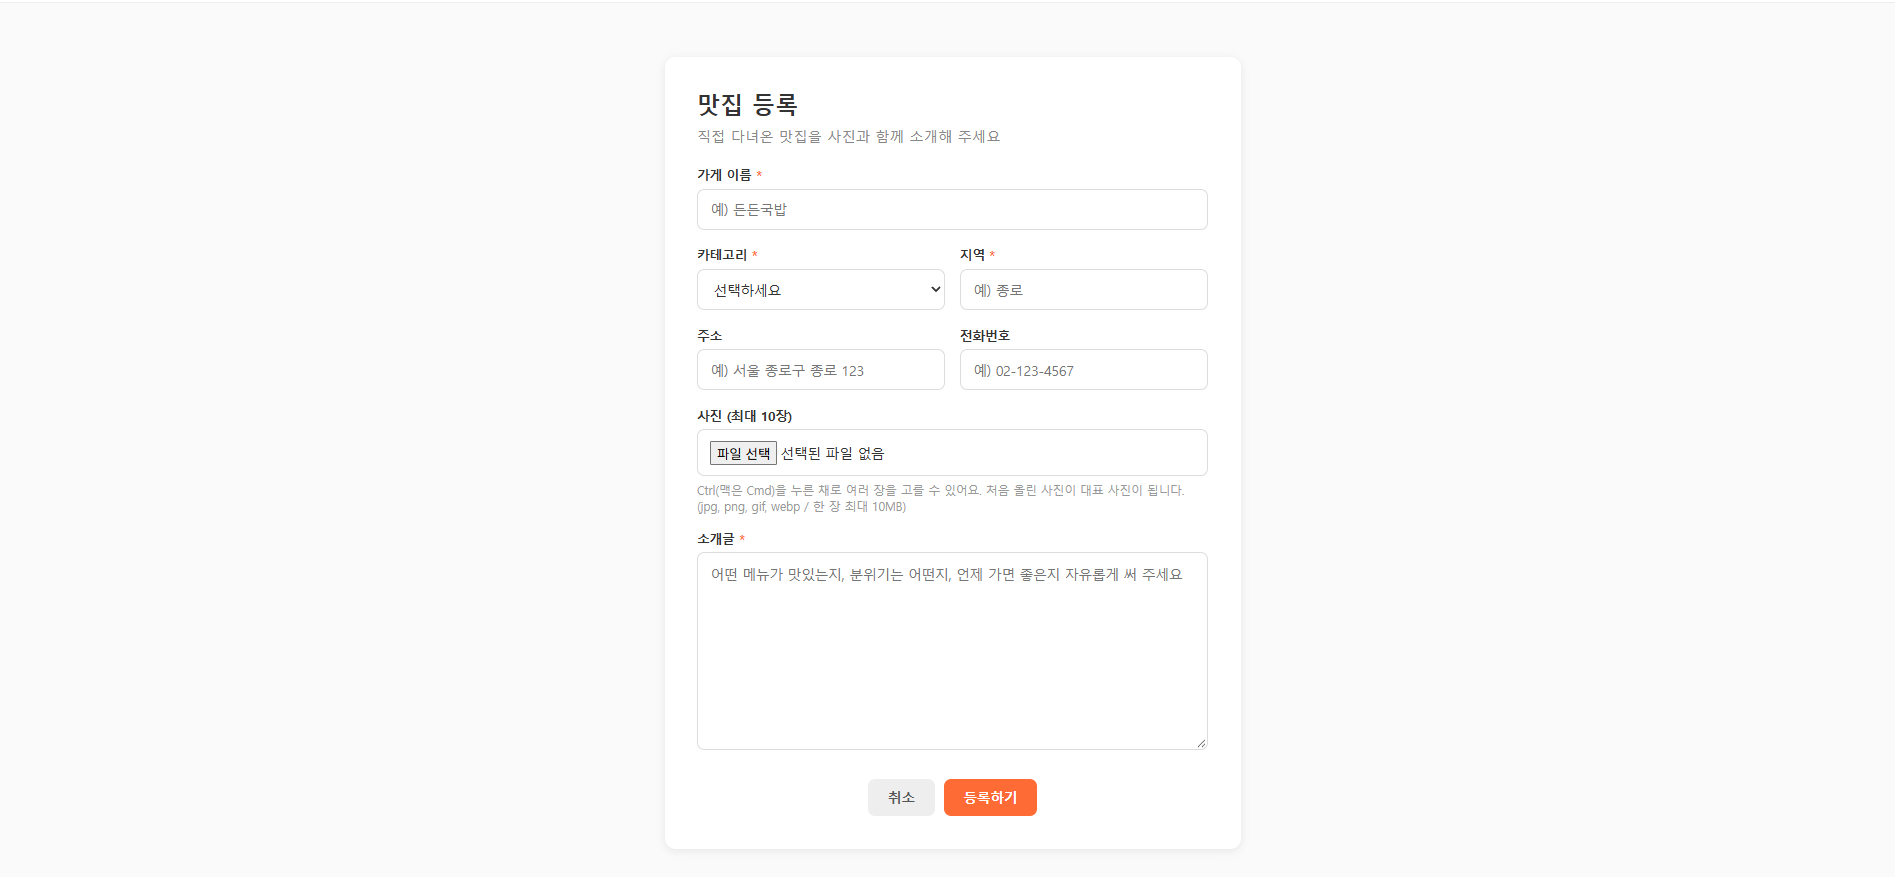 맛집 등록
직접 다녀온 맛집을 사진과 함께 소개해 주세요
가게 이름 *
예) 든든국밥
카테고리 * 지역 *
선택하세요 예) 종로
주소 전화번호
예) 서울 종로구 종로 123 예) 02-123-4567
사진 (최대 10장)
파일 선택 선택된 파일 없음
Ctrl(맥은 Cmd)을 누른 채로 여러 장을 고를 수 있어요. 처음 올린 사진이 대표 사진이 됩니다.
(jpg, png, gif, webp / 한 장 최대 10MB)
소개글 *
어떤 메뉴가 맛있는지, 분위기는 어떤지, 언제 가면 좋은지 자유롭게 써 주세요
취소 등록하기